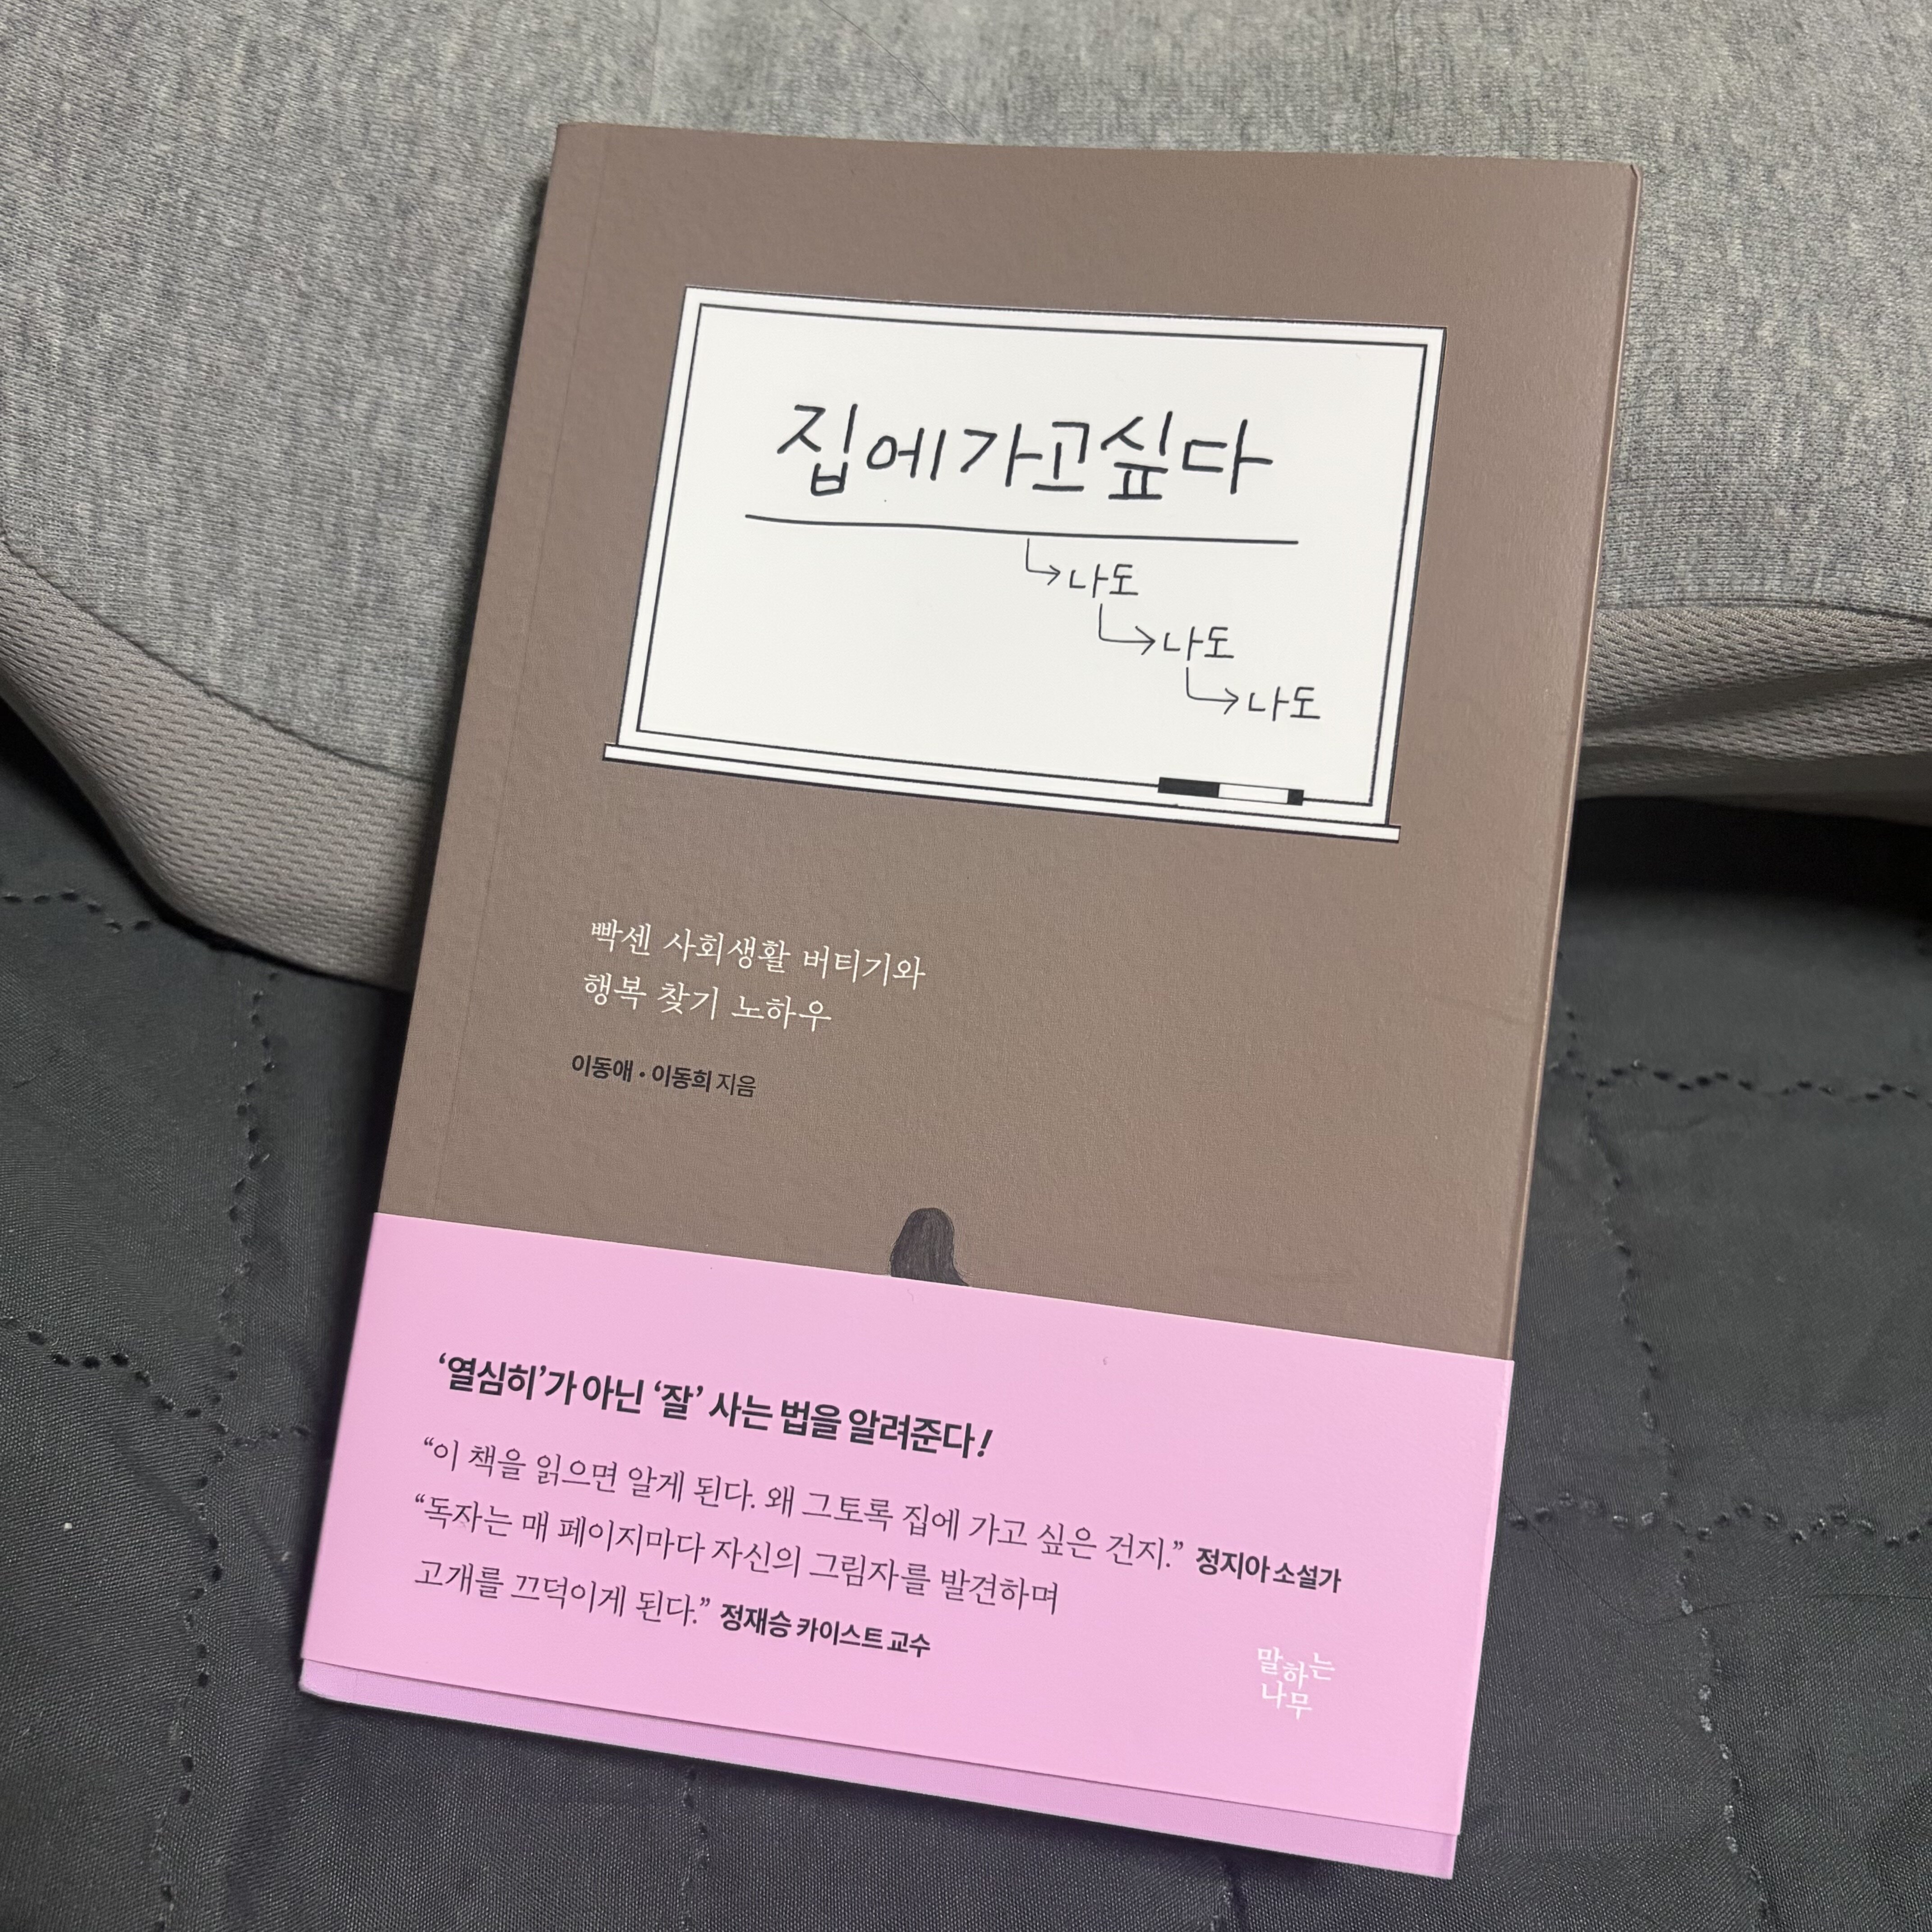 집에가고싶다
↳나도
↳나도
↳나도
빡센 사회생활 버티기와
행복 찾기 노하우
이동애 · 이동희 지음
‘열심히’가 아닌 ‘잘’ 사는 법을 알려준다!
“이 책을 읽으면 알게 된다. 왜 그토록 집에 가고 싶은 건지.” 정지아 소설가
“독자는 매 페이지마다 자신의 그림자를 발견하며
고개를 끄덕이게 된다.” 정재승 카이스트 교수
말하는
나무